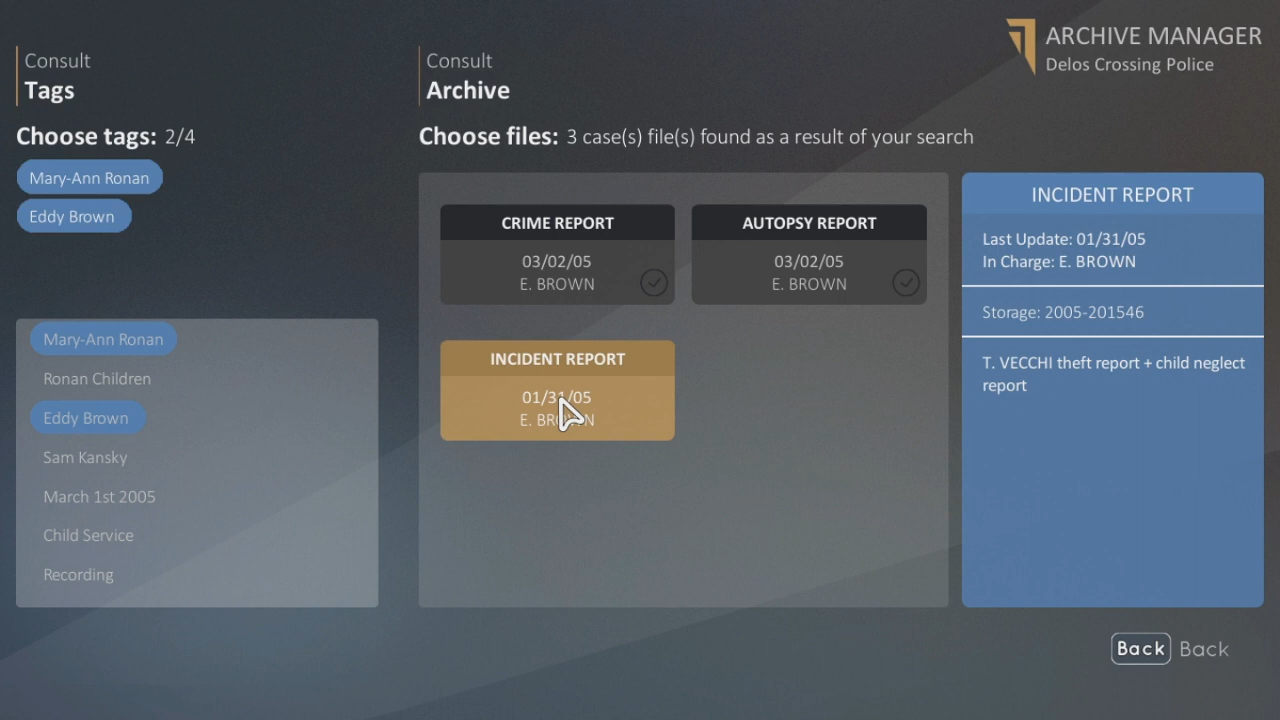 ARCHIVE MANAGER
Delos Crossing Police
Consult
Tags
Choose tags: 2/4
Mary-Ann Ronan
Eddy Brown
Mary-Ann Ronan
Ronan Children
Eddy Brown
Sam Kansky
March 1st 2005
Child Service
Recording
Consult
Archive
Choose files: 3 case(s) file(s) found as a result of your search
CRIME REPORT
03/02/05
E. BROWN
AUTOPSY REPORT
03/02/05
E. BROWN
INCIDENT REPORT
01/31/05
E. BROWN
INCIDENT REPORT
Last Update: 01/31/05
In Charge: E. BROWN
Storage: 2005-201546
T. VECCHI theft report + child neglect
report
Back Back